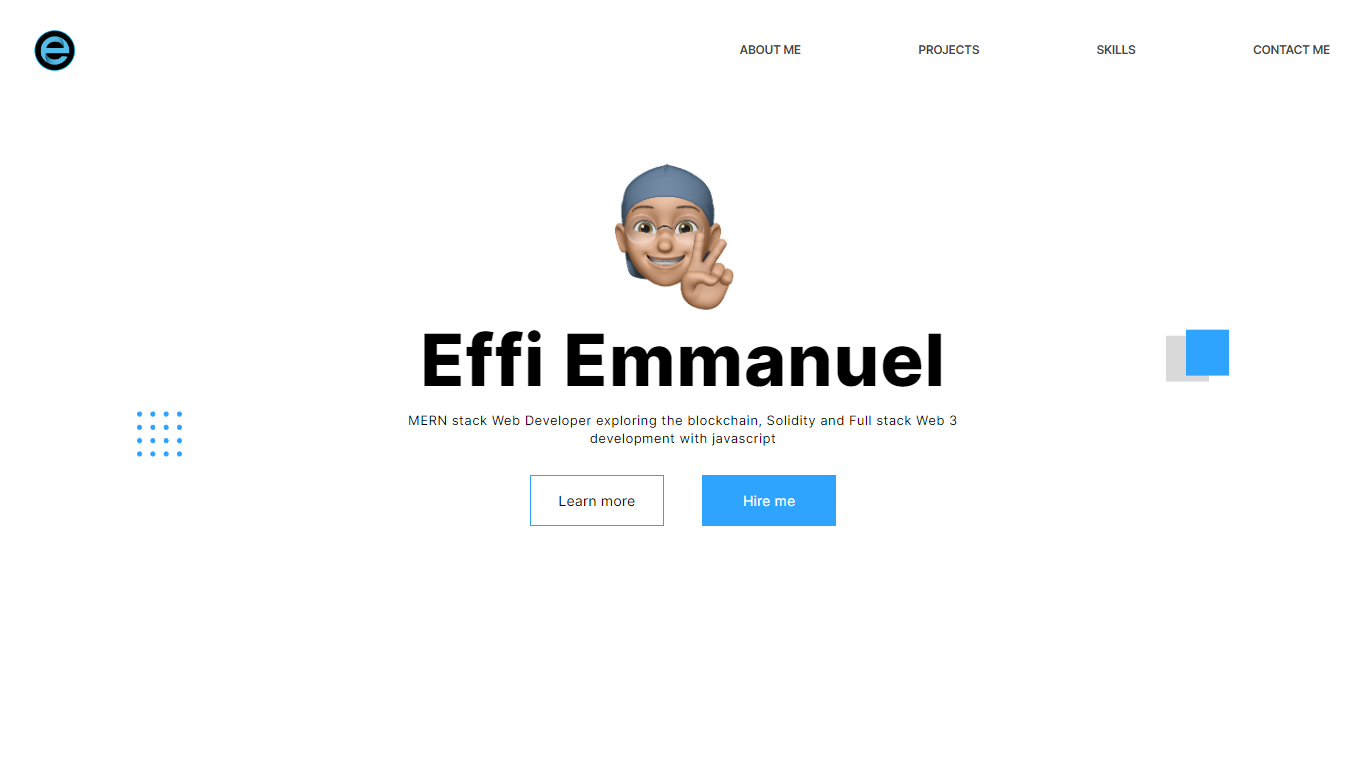 e
ABOUT ME
PROJECTS
SKILLS
CONTACT ME
Effi Emmanuel
MERN stack Web Developer exploring the blockchain, Solidity and Full stack Web 3
development with javascript
Learn more
Hire me